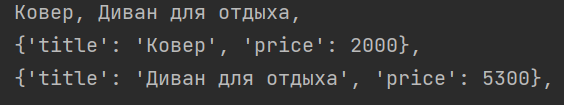 Ковер, Диван для отдыха,
{'title': 'Ковер', 'price': 2000},
{'title': 'Диван для отдыха', 'price': 5300},